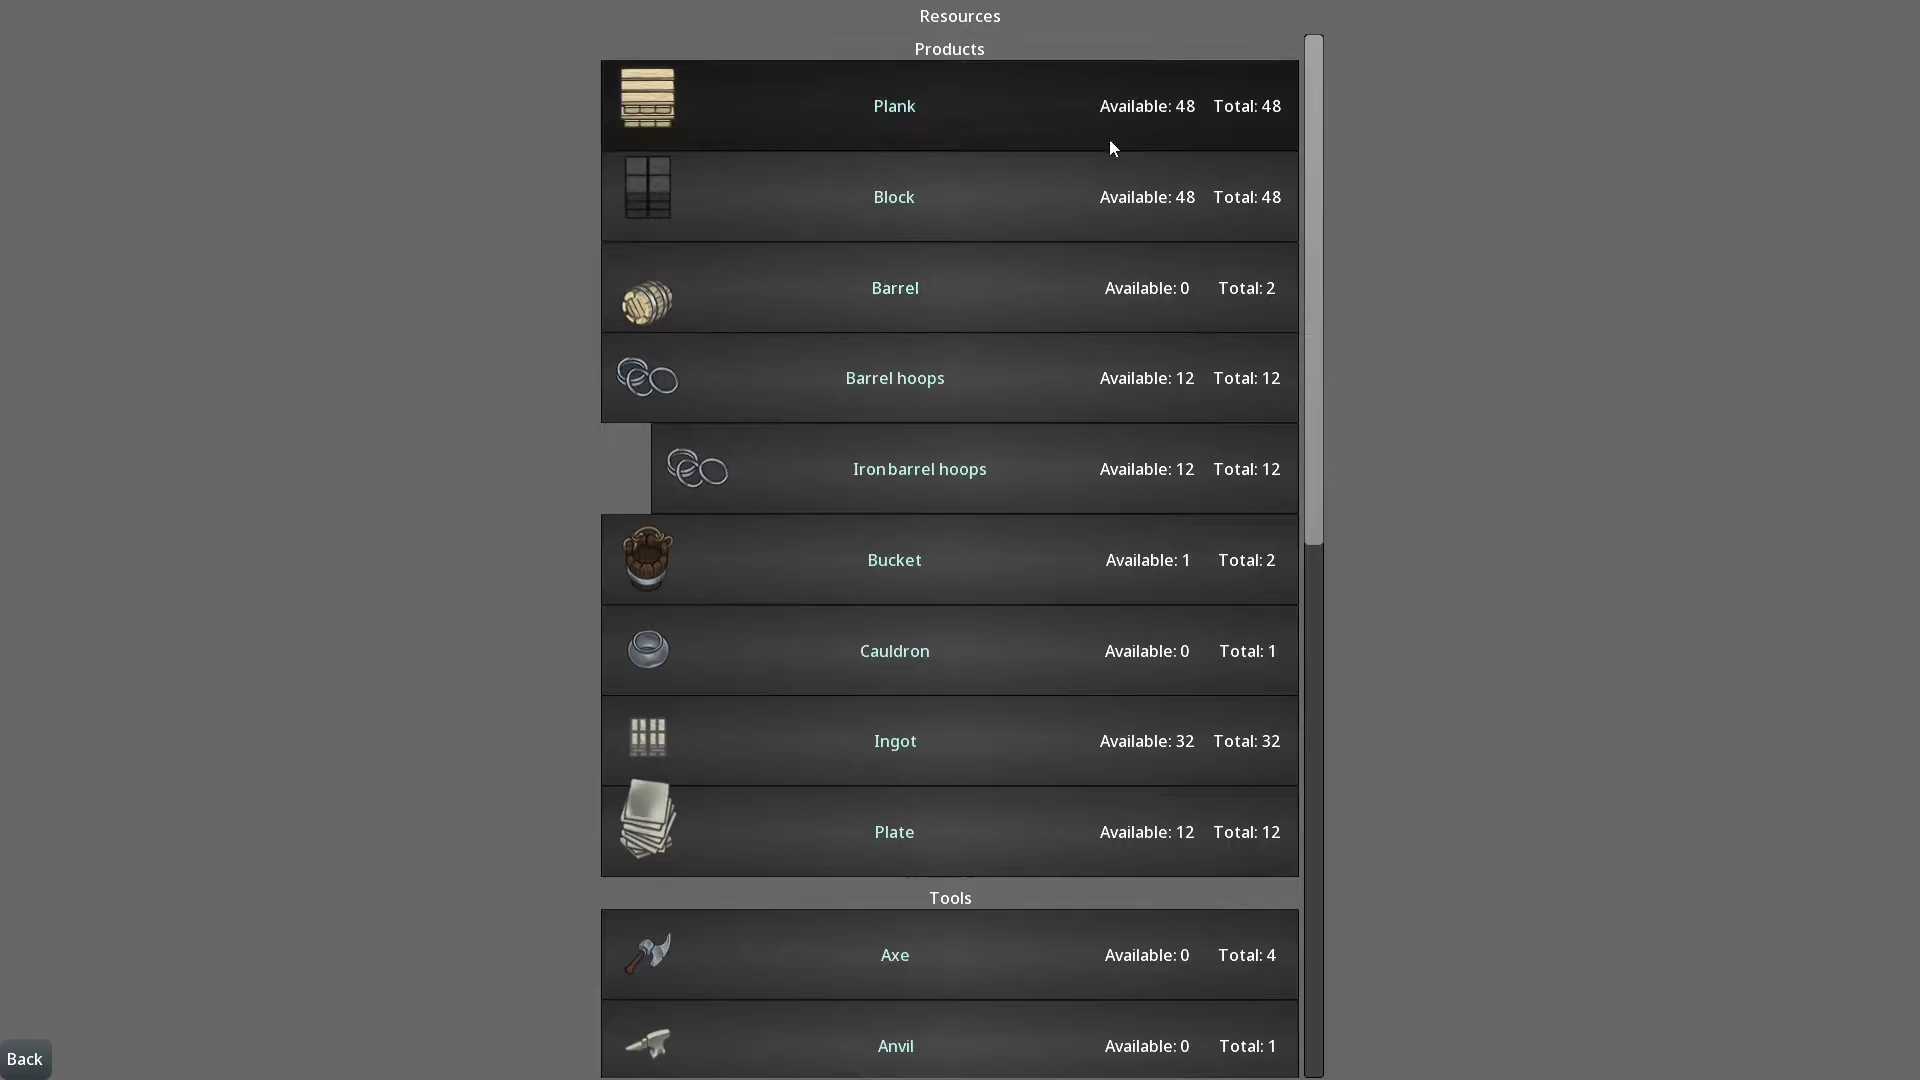 Resources
Products
Plank Available: 48 Total: 48
Block Available: 48 Total: 48
Barrel Available: 0 Total: 2
Barrel hoops Available: 12 Total: 12
Iron barrel hoops Available: 12 Total: 12
Bucket Available: 1 Total: 2
Cauldron Available: 0 Total: 1
Ingot Available: 32 Total: 32
Plate Available: 12 Total: 12
Tools
Axe Available: 0 Total: 4
Anvil Available: 0 Total: 1
Back